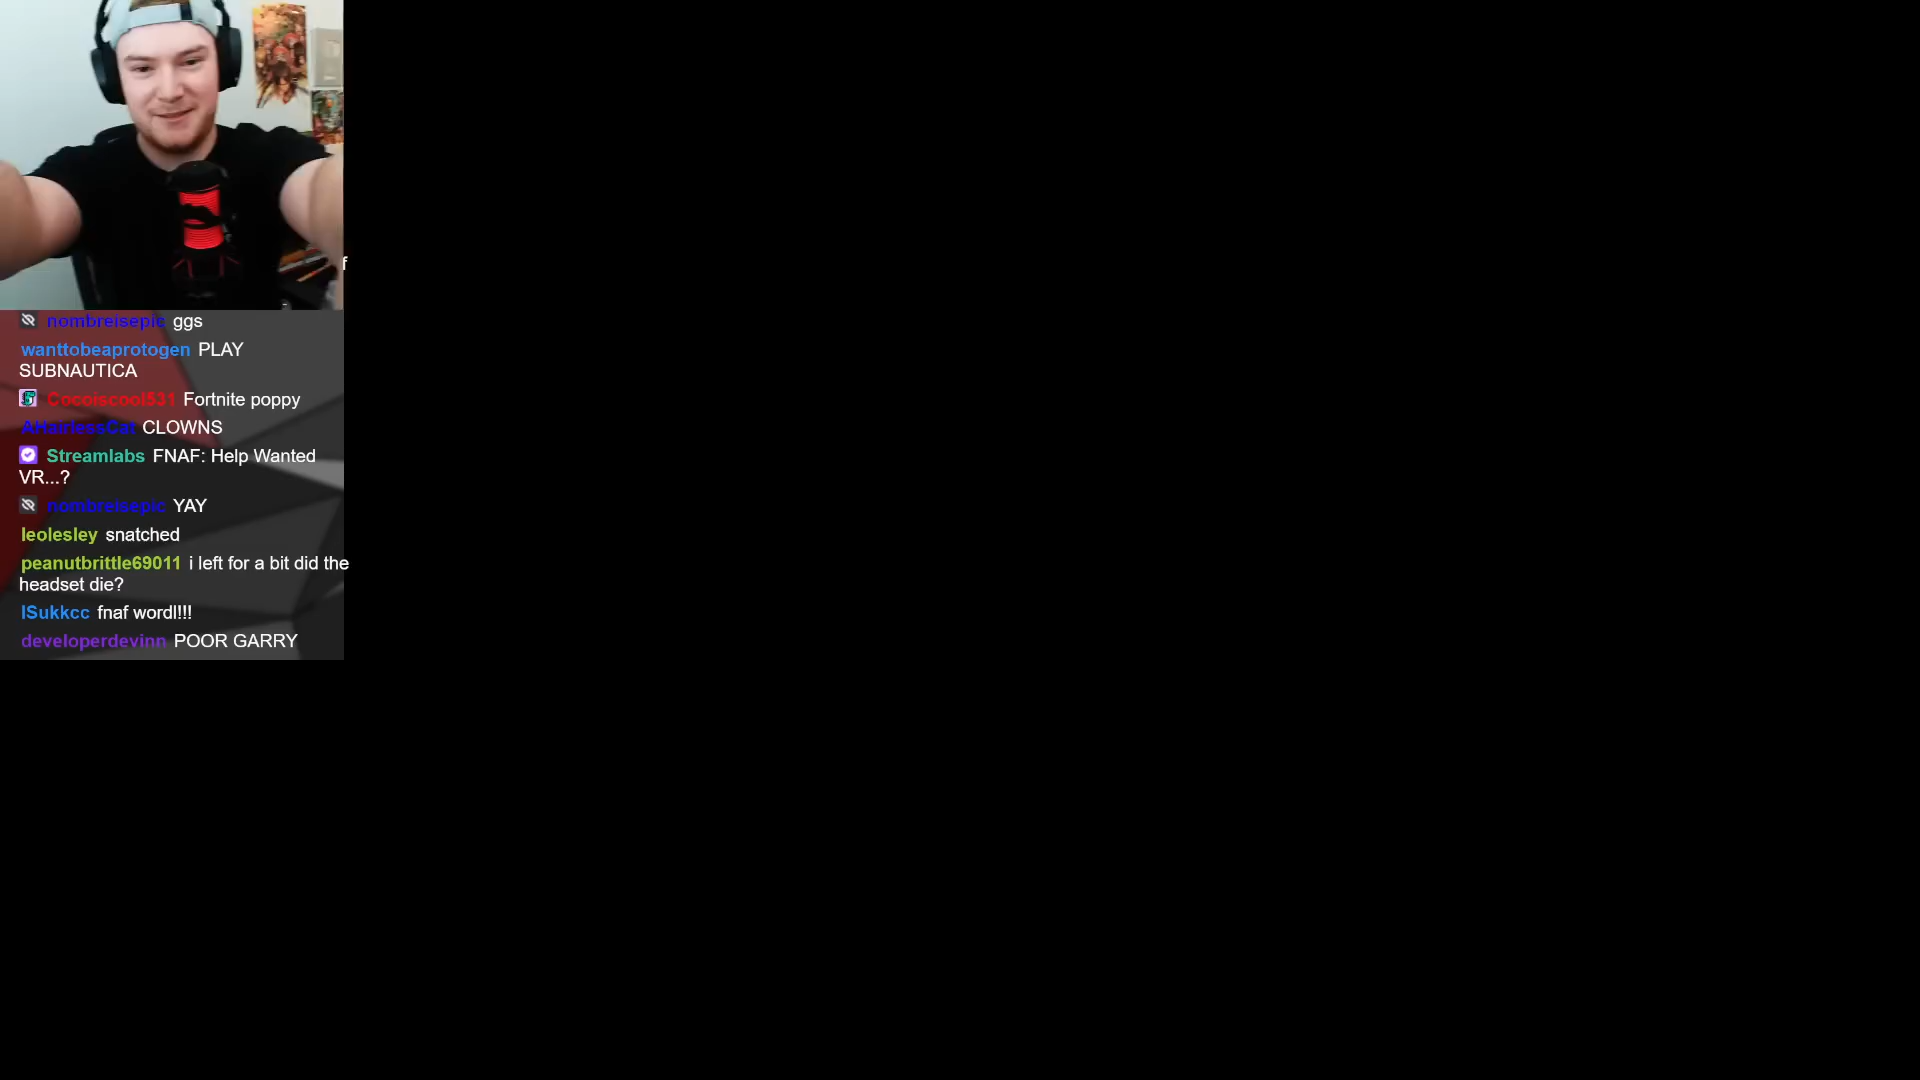 f
nombreisepic ggs
wanttobeaprotogen PLAY
SUBNAUTICA
Cocoiscool531 Fortnite poppy
AHairlessCat CLOWNS
Streamlabs FNAF: Help Wanted
VR...?
nombreisepic YAY
leolesley snatched
peanutbrittle69011 i left for a bit did the
headset die?
ISukkcc fnaf wordl!!!
developerdevinn POOR GARRY